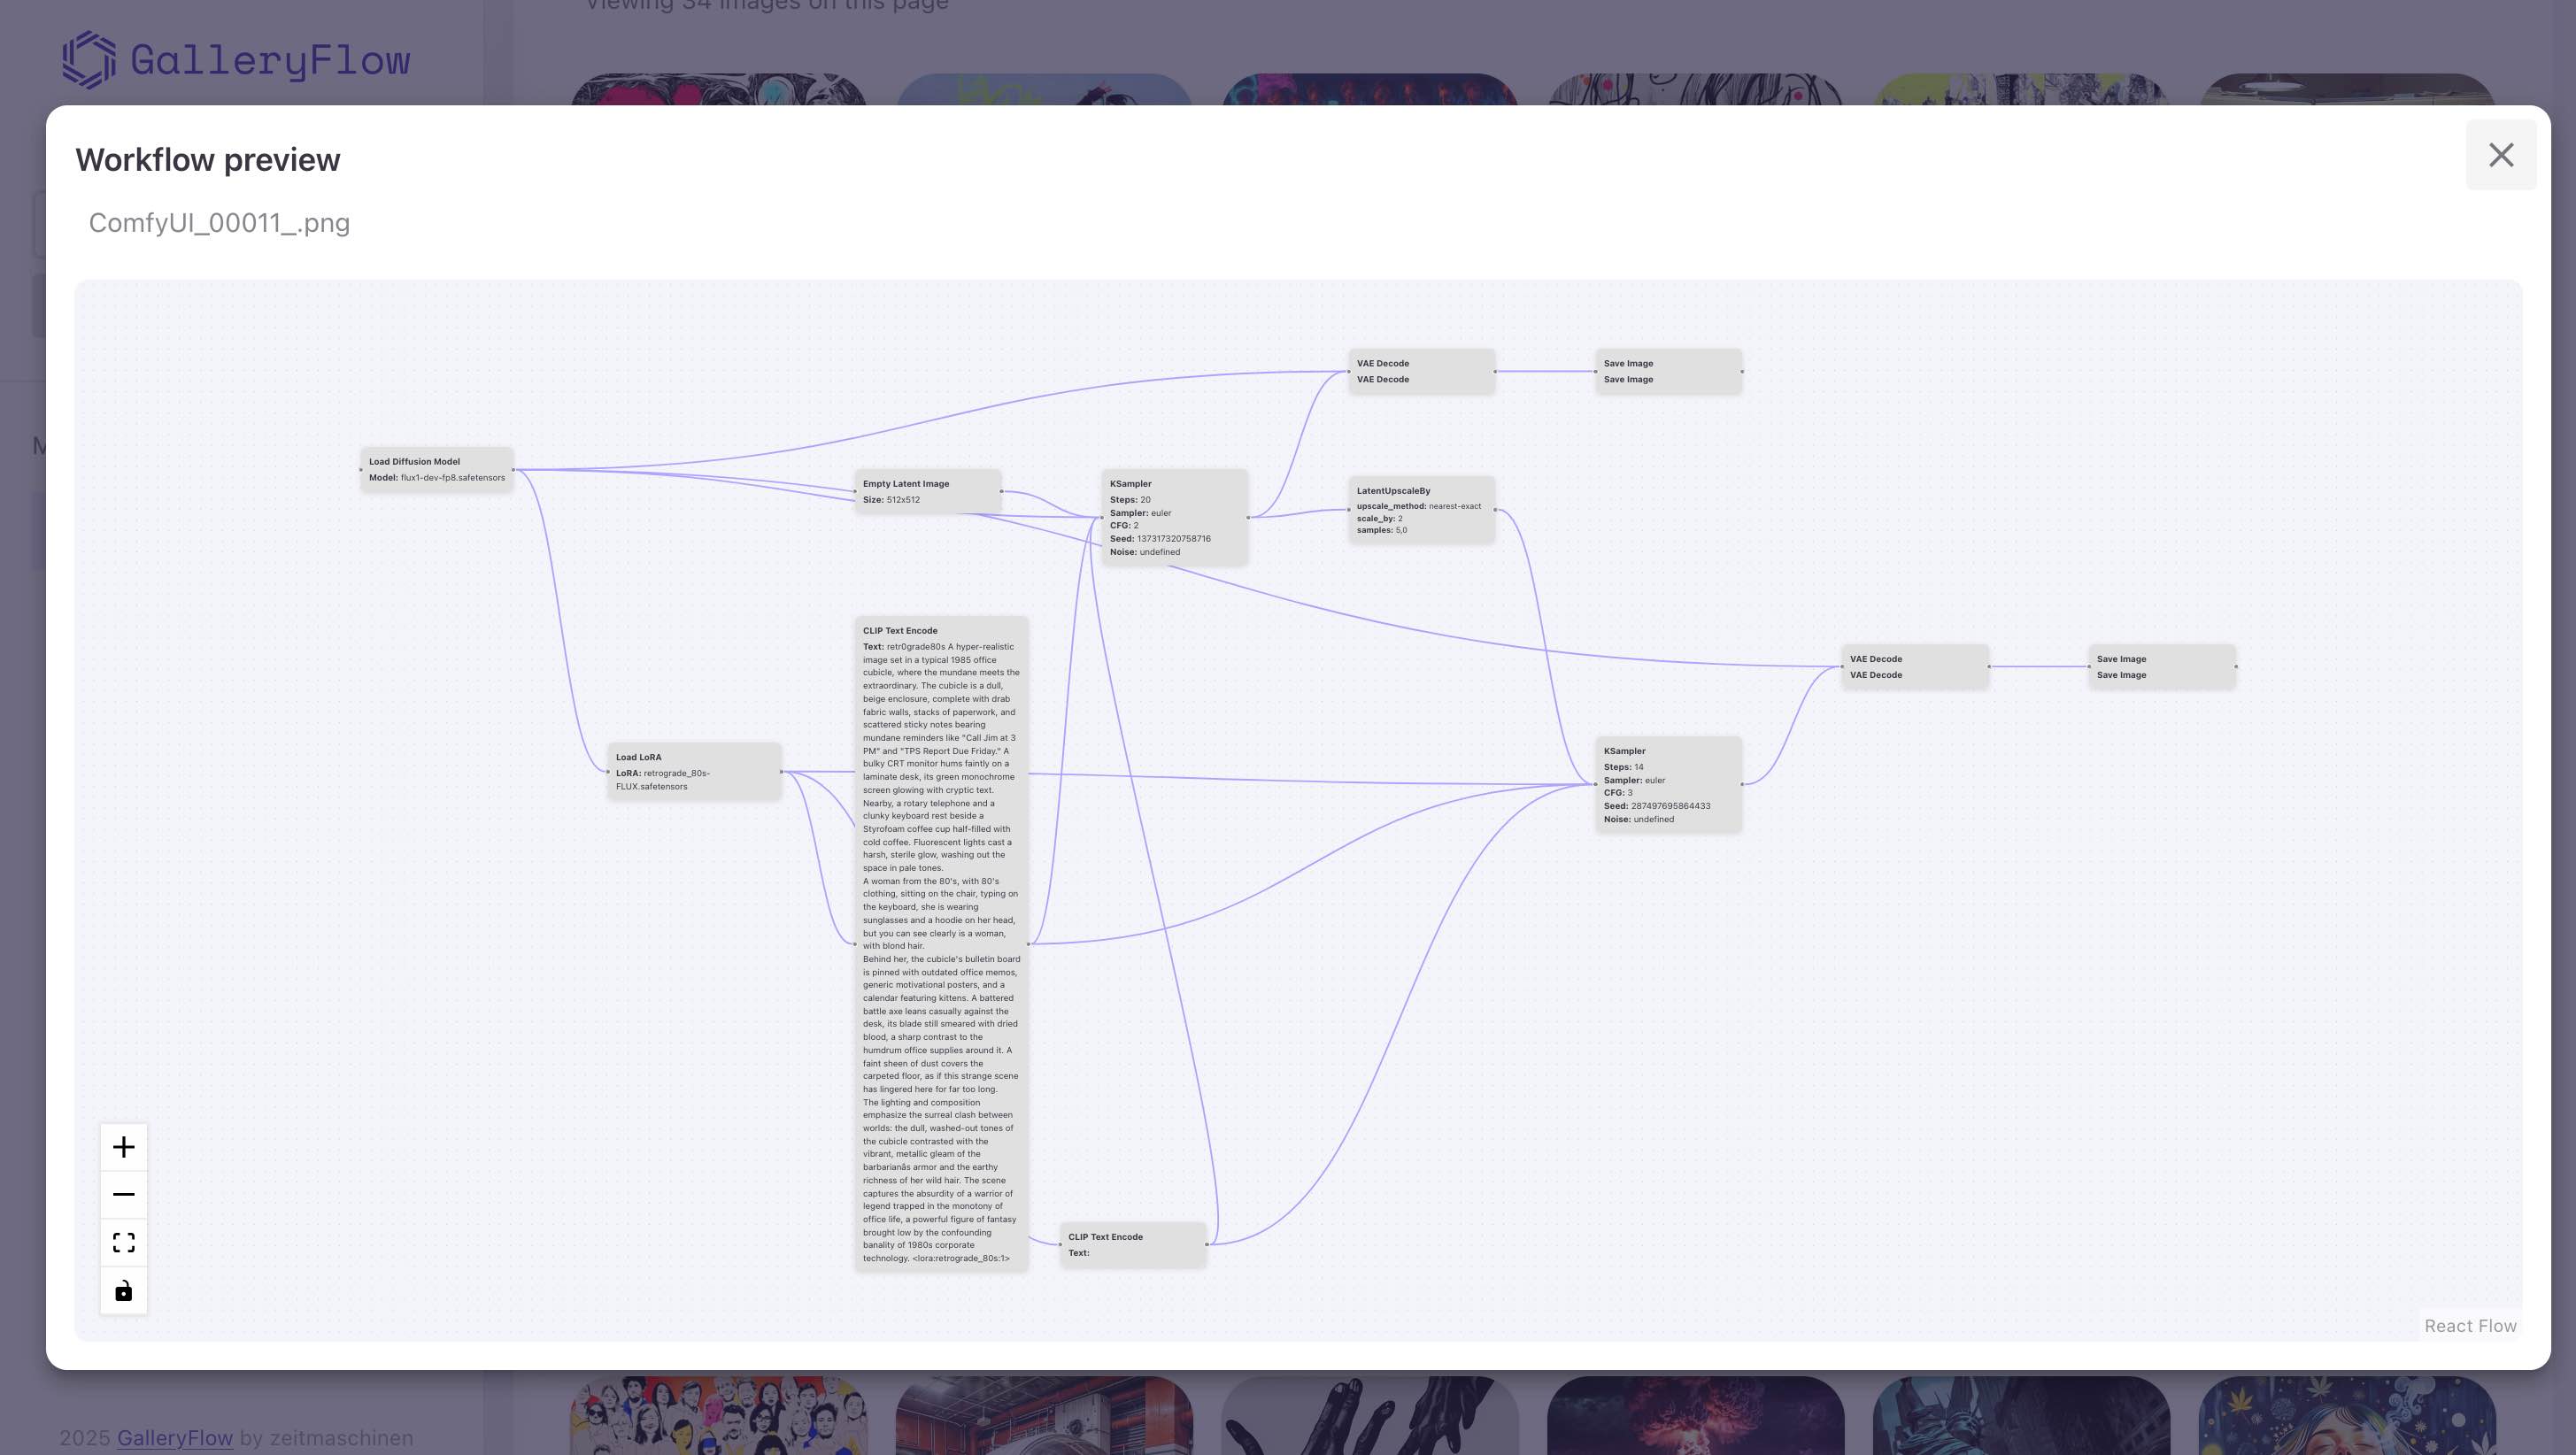 Viewing 34 images on this page
GalleryFlow
Workflow preview
ComfyUI_00011_.png
VAE Decode
VAE Decode
Save Image
Save Image
Load Diffusion Model
Model: flux1-dev-fp8.safetensors
Empty Latent Image
Size: 512x512
KSampler
Steps: 20
Sampler: euler
CFG: 2
Seed: 137317320758716
Noise: undefined
LatentUpscaleBy
upscale_method: nearest-exact
scale_by: 2
samples: 5,0
CLIP Text Encode
Text: retr0grade80s A hyper-realistic
image set in a typical 1985 office
cubicle, where the mundane meets the
extraordinary. The cubicle is a dull,
beige enclosure, complete with drab
fabric walls, stacks of paperwork, and
scattered sticky notes bearing
mundane reminders like "Call Jim at 3
PM" and "TPS Report Due Friday." A
bulky CRT monitor hums faintly on a
laminate desk, its green monochrome
screen glowing with cryptic text.
Nearby, a rotary telephone and a
clunky keyboard rest beside a
Styrofoam coffee cup half-filled with
cold coffee. Fluorescent lights cast a
harsh, sterile glow, washing out the
space in pale tones.
A woman from the 80's, with 80's
clothing, sitting on the chair, typing on
the keyboard, she is wearing
sunglasses and a hoodie on her head,
but you can see clearly is a woman,
with blond hair.
Behind her, the cubicle's bulletin board
is pinned with outdated office memos,
generic motivational posters, and a
calendar featuring kittens. A battered
battle axe leans casually against the
desk, its blade still smeared with dried
blood, a sharp contrast to the
humdrum office supplies around it. A
faint sheen of dust covers the
carpeted floor, as if this strange scene
has lingered here for far too long.
The lighting and composition
emphasize the surreal clash between
worlds: the dull, washed-out tones of
the cubicle contrasted with the
vibrant, metallic gleam of the
barbarianâs armor and the earthy
richness of her wild hair. The scene
captures the absurdity of a warrior of
legend trapped in the monotony of
office life, a powerful figure of fantasy
brought low by the confounding
banality of 1980s corporate
technology. <lora:retrograde_80s:1>
VAE Decode
VAE Decode
Save Image
Save Image
Load LoRA
LoRA: retrograde_80s-
FLUX.safetensors
KSampler
Steps: 14
Sampler: euler
CFG: 3
Seed: 287497695864433
Noise: undefined
CLIP Text Encode
Text:
React Flow
2025 GalleryFlow by zeitmaschinen